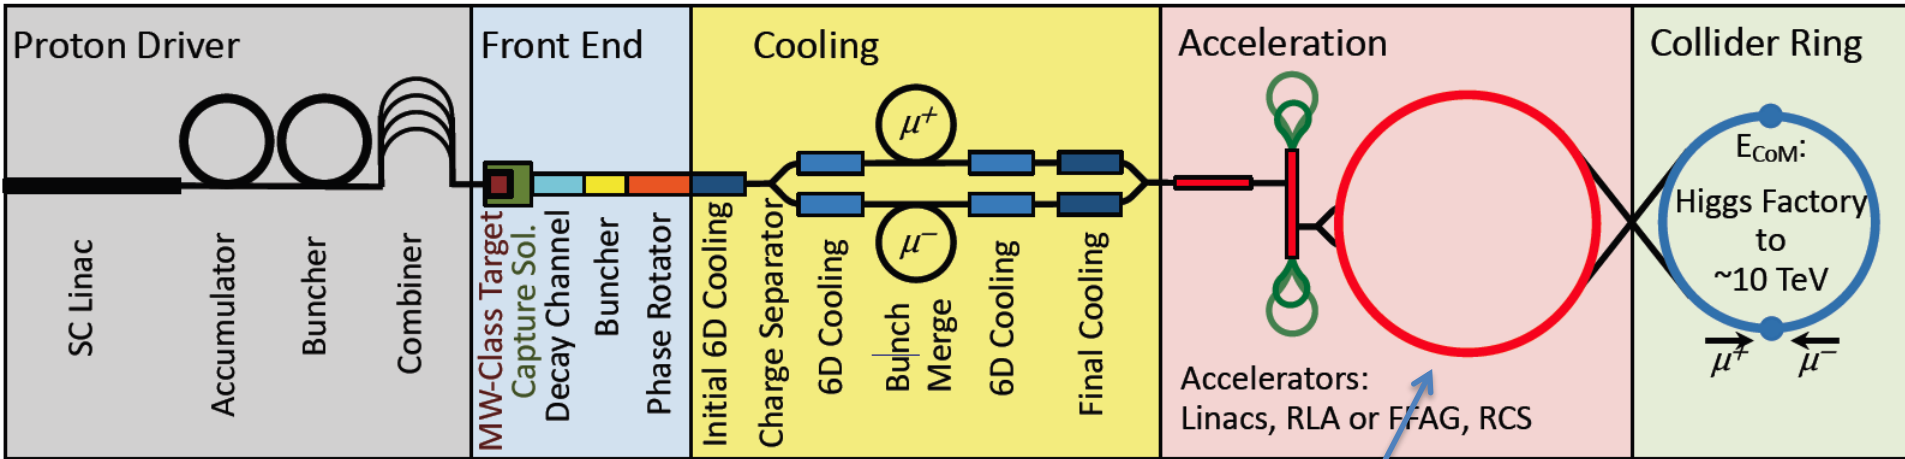 Proton Driver
Front End
Cooling
Acceleration
Collider Ring
SC Linac
Accumulator
Buncher
Combiner
MW-Class Target
Capture Sol.
Decay Channel
Buncher
Phase Rotator
Initial 6D Cooling
Charge Separator
6D Cooling
μ+
μ−
Bunch
Merge
6D Cooling
Final Cooling
Accelerators:
Linacs, RLA or FFAG, RCS
ECoM:
Higgs Factory
to
~10 TeV
μ+ μ−